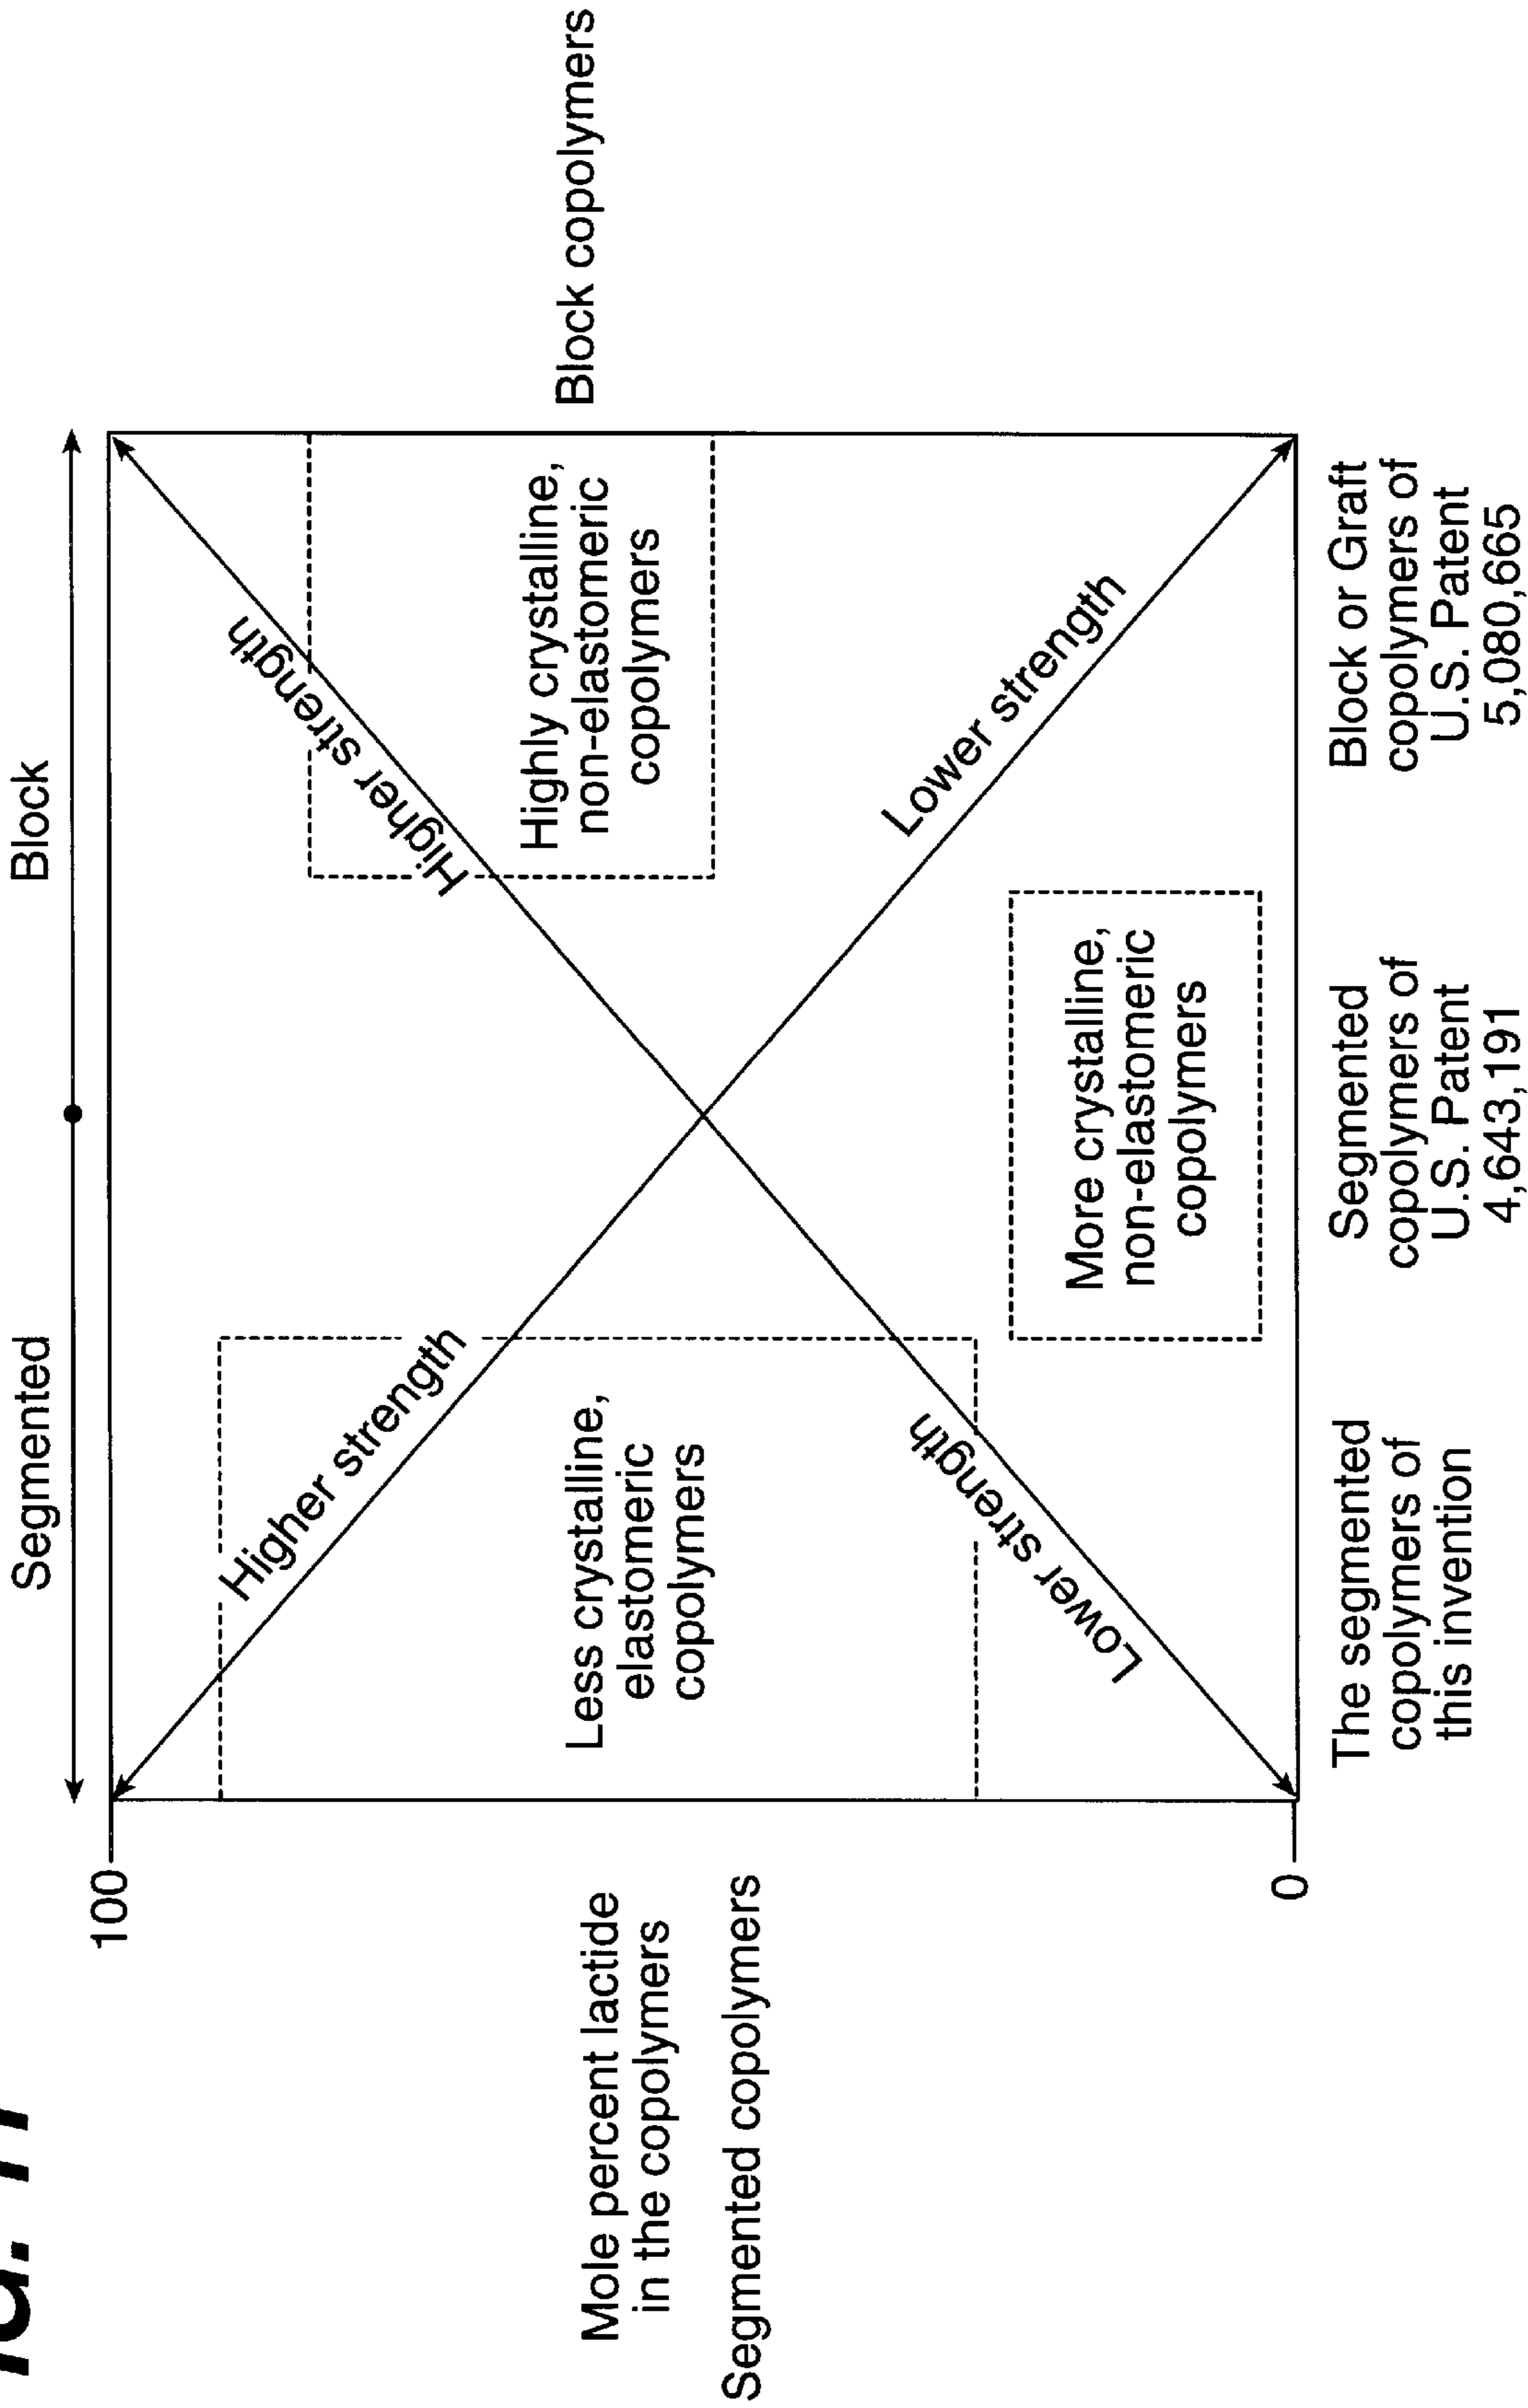 Segmented
Block
100
Higher strength
Higher strength
Mole percent lactide
in the copolymers
Segmented copolymers
Less crystalline,
elastomeric
copolymers
Highly crystalline,
non-elastomeric
copolymers
Block copolymers
Lower strength
Lower strength
More crystalline,
non-elastomeric
copolymers
0
The segmented
copolymers of
this invention
Segmented
copolymers of
U.S. Patent
4,643,191
Block or Graft
copolymers of
U.S. Patent
5,080,665